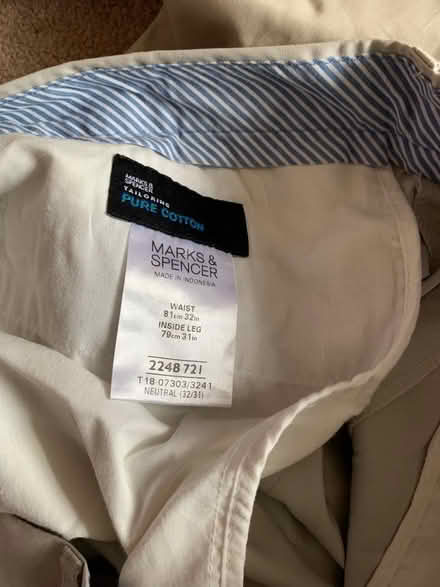 MARKS &
SPENCER
TAILORING
PURE COTTON
MARKS &
SPENCER
MADE IN INDONESIA
WAIST
81cm 32in
INSIDE LEG
79cm 31in
2248 721
T18 07303/3241
NEUTRAL (32/31)